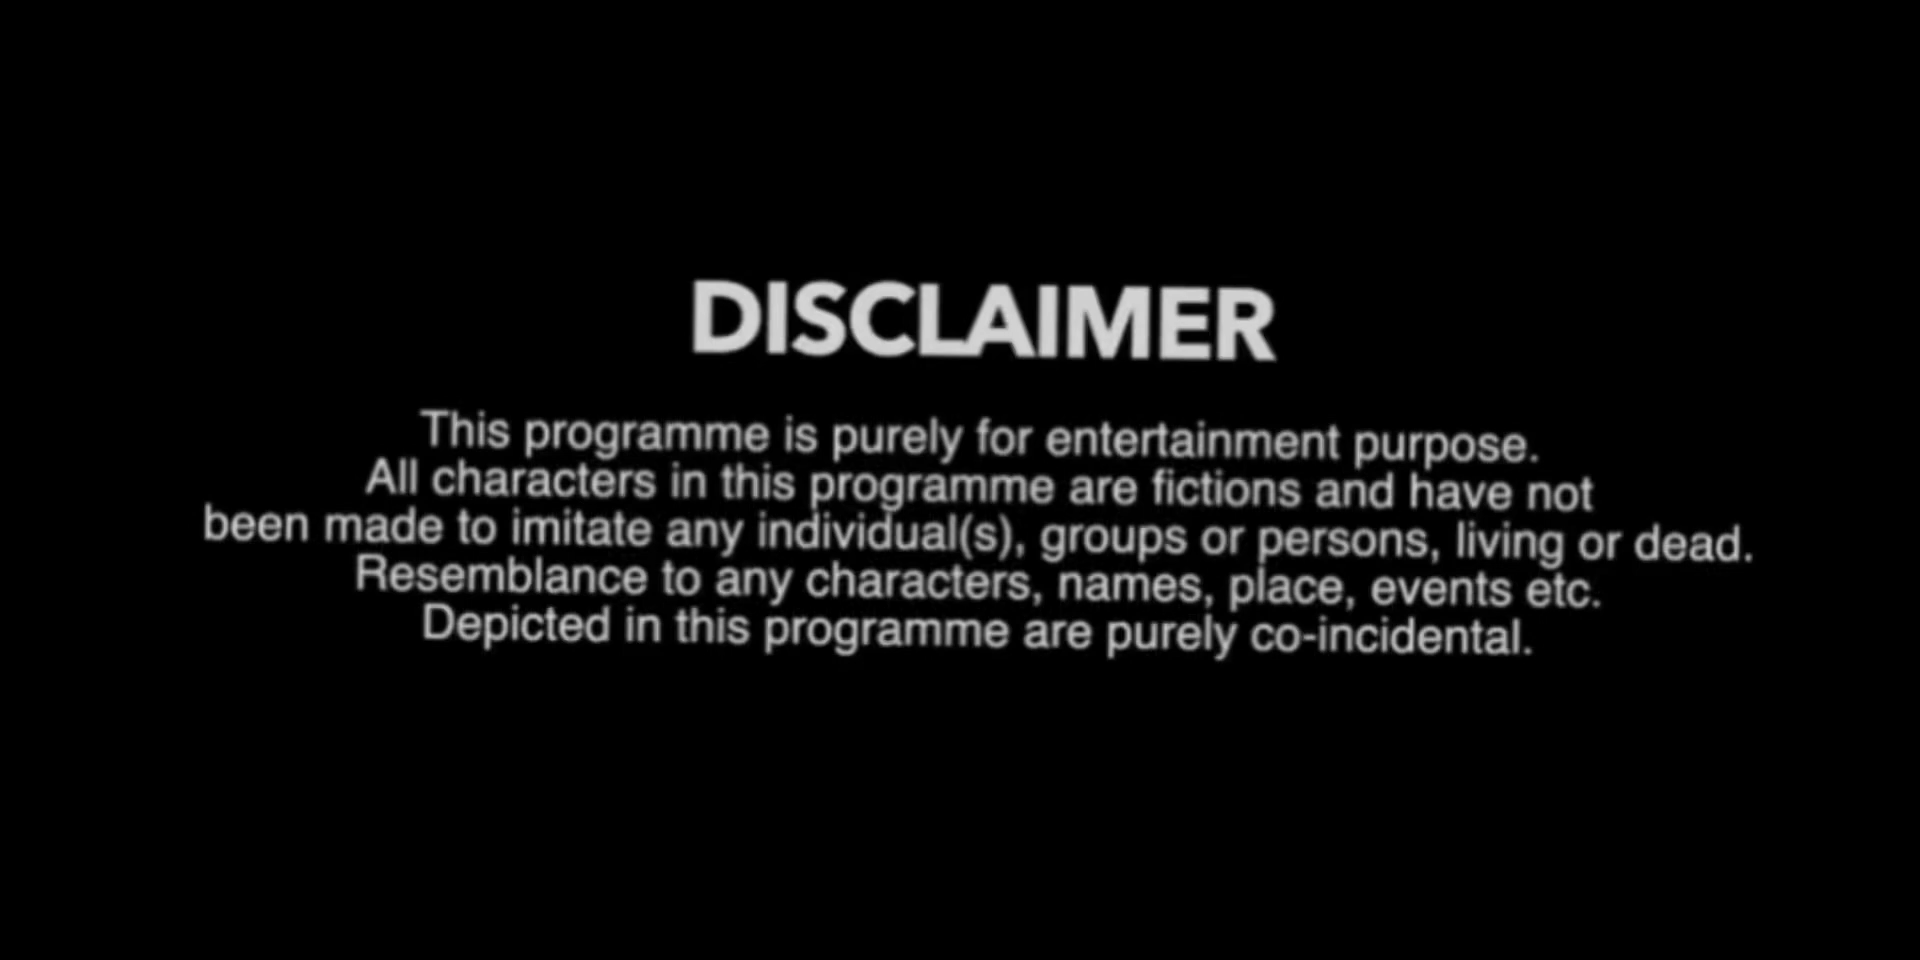 DISCLAIMER
This programme is purely for entertainment purpose.
All characters in this programme are fictions and have not
been made to imitate any individual(s), groups or persons, living or dead.
Resemblance to any characters, names, place, events etc.
Depicted in this programme are purely co-incidental.